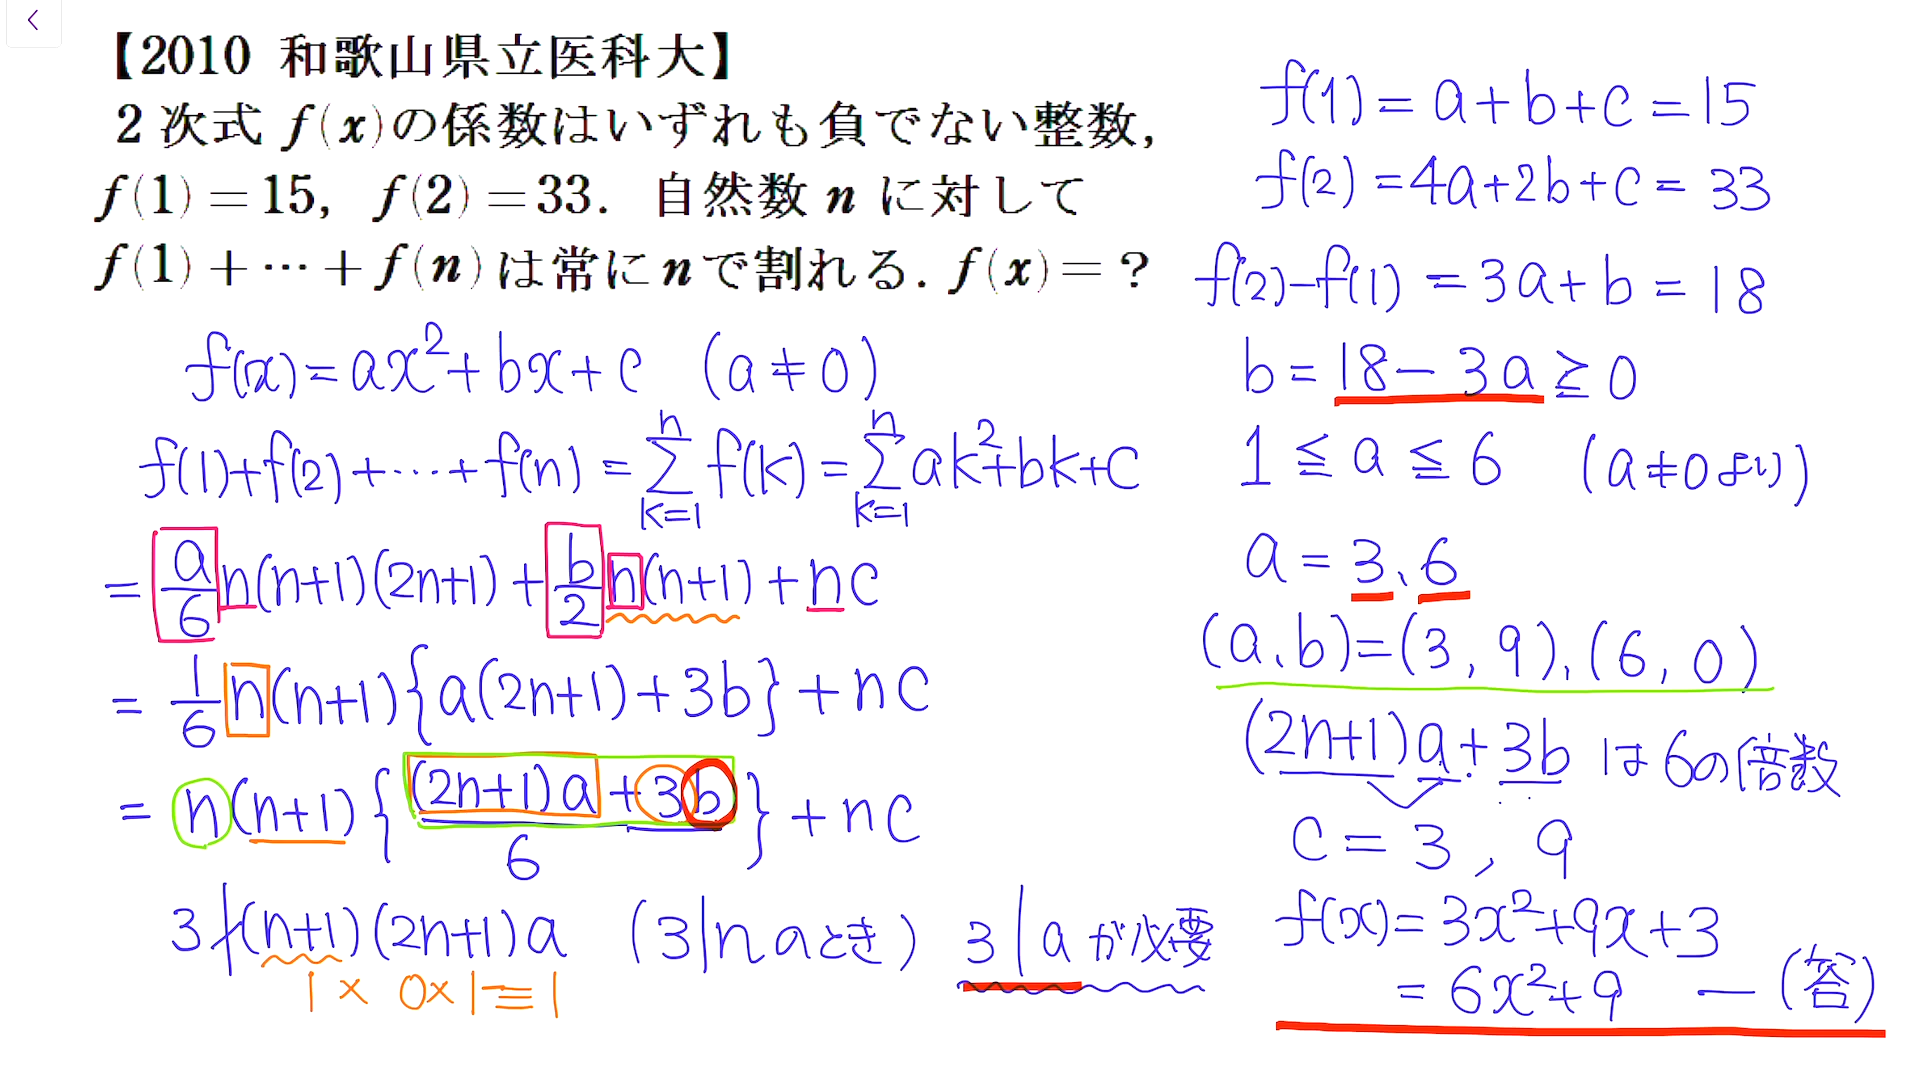 【2010 和歌山県立医科大】
2次式 f(x)の係数はいずれも負でない整数,
f(1)=15, f(2)=33. 自然数 n に対して
f(1)+…+f(n)は常にnで割れる. f(x)=?
f(x)=ax²+bx+c (a≠0)
f(1)+f(2)+…+f(n)=∑_{k=1}^{n} f(k)=∑_{k=1}^{n} ak²+bk+c
= a/6 n(n+1)(2n+1)+ b/2 n(n+1)+nc
= 1/6 n(n+1){a(2n+1)+3b}+nc
= n(n+1){((2n+1)a+3b)/6}+nc
3∤(n+1)(2n+1)a (3|nのとき) 3|a が必要
1× 0×1≡1
f(1)=a+b+c=15
f(2)=4a+2b+c=33
f(2)-f(1)=3a+b=18
b=18-3a≧0
1≦a≦6 (a≠0より)
a=3、6
(a、b)=(3,9),(6,0)
(2n+1)a+3b は 6の倍数
c=3, 9
f(x)=3x²+9x+3
=6x²+9 ―(答)